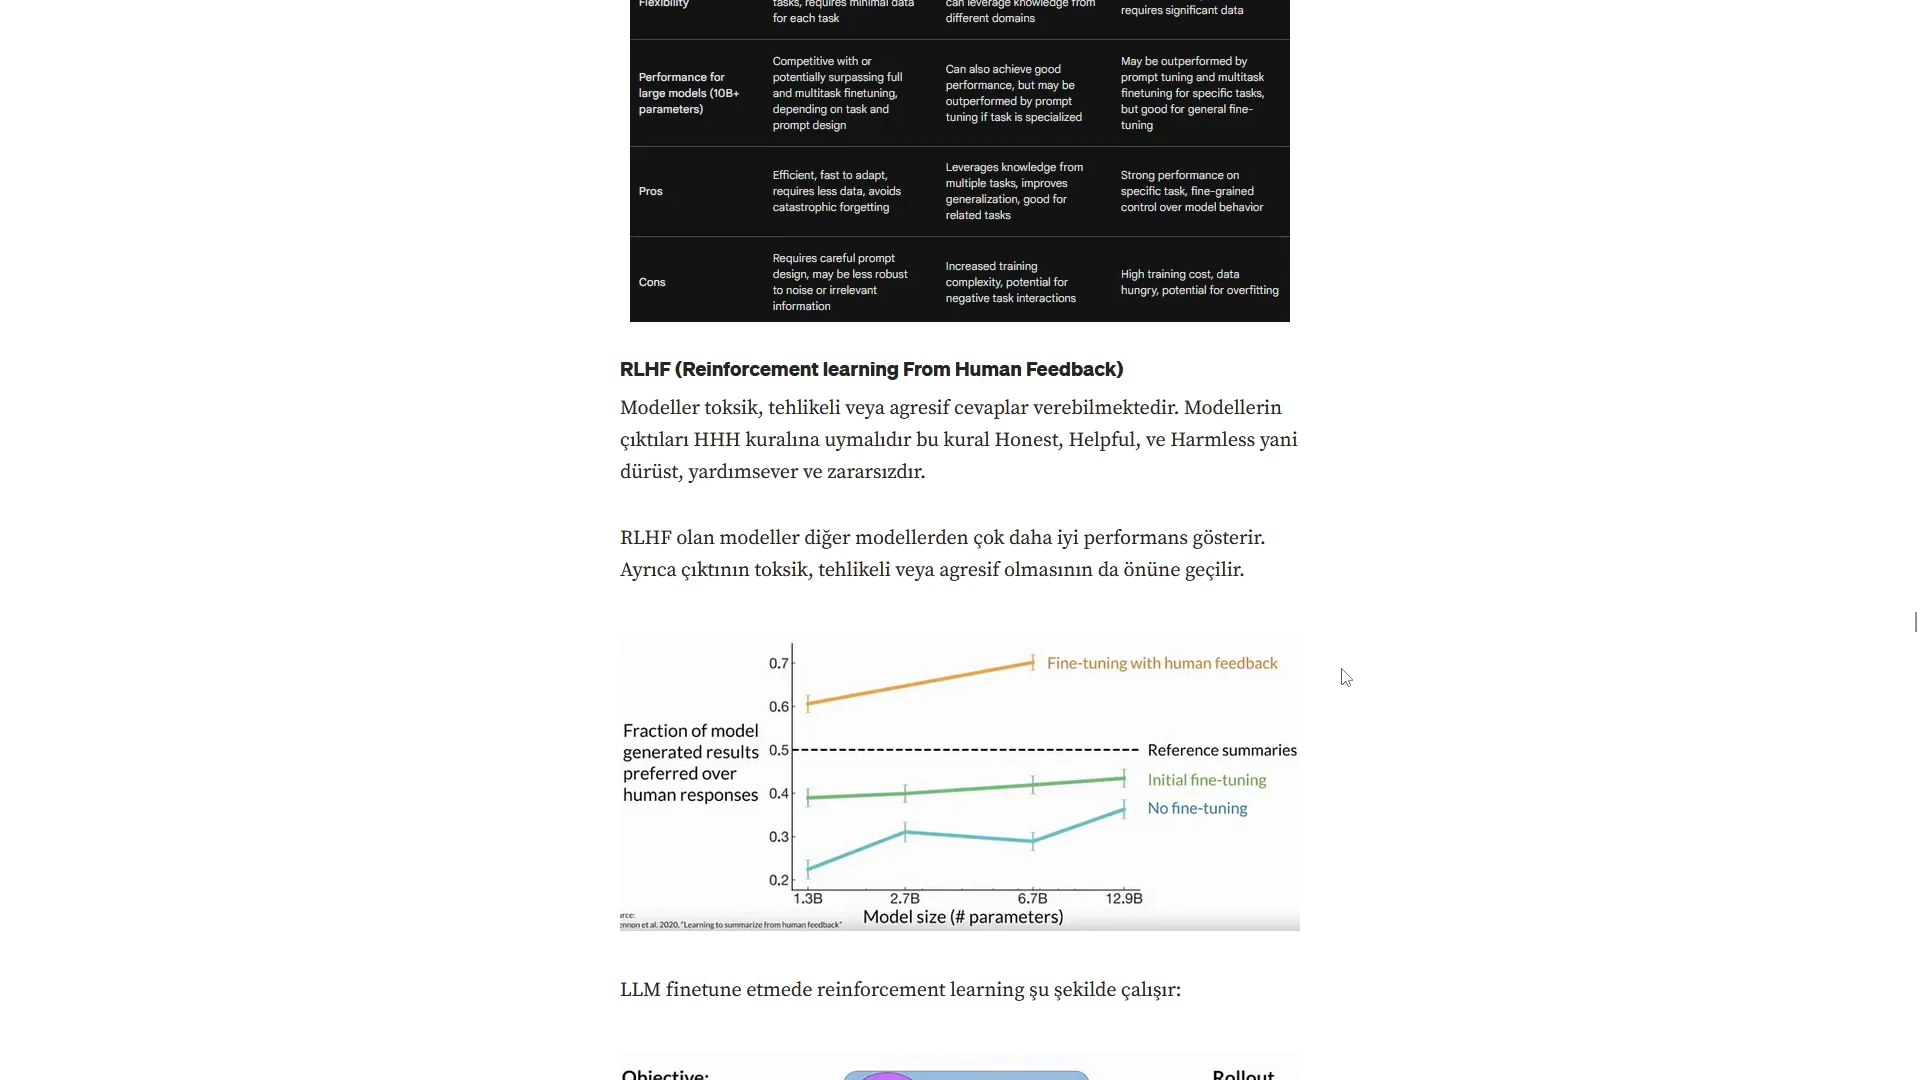 Flexibility
tasks, requires minimal data
for each task
can leverage knowledge from
different domains
requires significant data
Performance for
large models (10B+
parameters)
Competitive with or
potentially surpassing full
and multitask finetuning,
depending on task and
prompt design
Can also achieve good
performance, but may be
outperformed by prompt
tuning if task is specialized
May be outperformed by
prompt tuning and multitask
finetuning for specific tasks,
but good for general fine-
tuning
Pros
Efficient, fast to adapt,
requires less data, avoids
catastrophic forgetting
Leverages knowledge from
multiple tasks, improves
generalization, good for
related tasks
Strong performance on
specific task, fine-grained
control over model behavior
Cons
Requires careful prompt
design, may be less robust
to noise or irrelevant
information
Increased training
complexity, potential for
negative task interactions
High training cost, data
hungry, potential for overfitting
RLHF (Reinforcement learning From Human Feedback)
Modeller toksik, tehlikeli veya agresif cevaplar verebilmektedir. Modellerin
çıktıları HHH kuralına uymalıdır bu kural Honest, Helpful, ve Harmless yani
dürüst, yardımsever ve zararsızdır.
RLHF olan modeller diğer modellerden çok daha iyi performans gösterir.
Ayrıca çıktının toksik, tehlikeli veya agresif olmasının da önüne geçilir.
Fraction of model
generated results
preferred over
human responses
0.7
0.6
0.5
0.4
0.3
0.2
Fine-tuning with human feedback
Reference summaries
Initial fine-tuning
No fine-tuning
1.3B 2.7B 6.7B 12.9B
Model size (# parameters)
urce:
ennon et al. 2020, "Learning to summarize from human feedback"
LLM finetune etmede reinforcement learning şu şekilde çalışır:
Objective:
Rollout